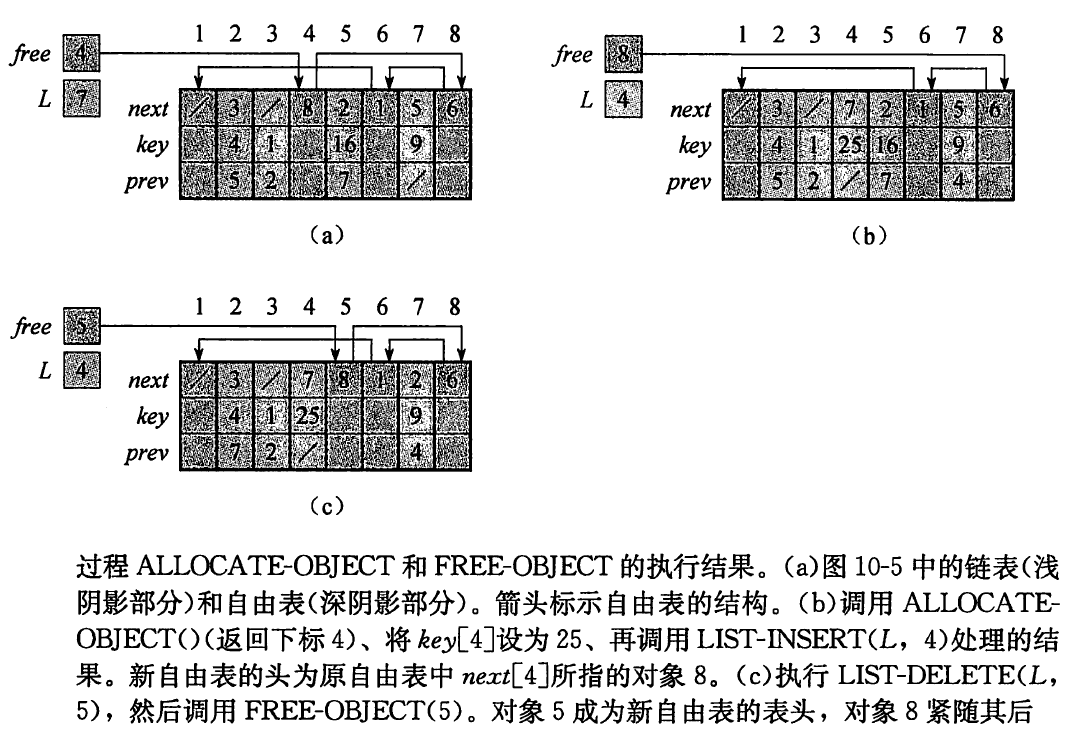 1 2 3 4 5 6 7 8
free 4
L 7
next / 3 / 8 2 1 5 6
key 4 1 16 9
prev 5 2 7 /
(a)
1 2 3 4 5 6 7 8
free 8
L 4
next / 3 / 7 2 1 5 6
key 4 1 25 16 9
prev 5 2 / 7 4
(b)
1 2 3 4 5 6 7 8
free 5
L 4
next / 3 / 7 8 1 2 6
key 4 1 25 9
prev 7 2 / 4
(c)
过程 ALLOCATE-OBJECT 和 FREE-OBJECT 的执行结果。(a)图 10-5 中的链表(浅
阴影部分)和自由表(深阴影部分)。箭头标示自由表的结构。(b)调用 ALLOCATE-
OBJECT()(返回下标 4)、将 key[4]设为 25、再调用 LIST-INSERT(L, 4)处理的结
果。新自由表的头为原自由表中 next[4]所指的对象 8。(c)执行 LIST-DELETE(L,
5),然后调用 FREE-OBJECT(5)。对象 5 成为新自由表的表头,对象 8 紧随其后